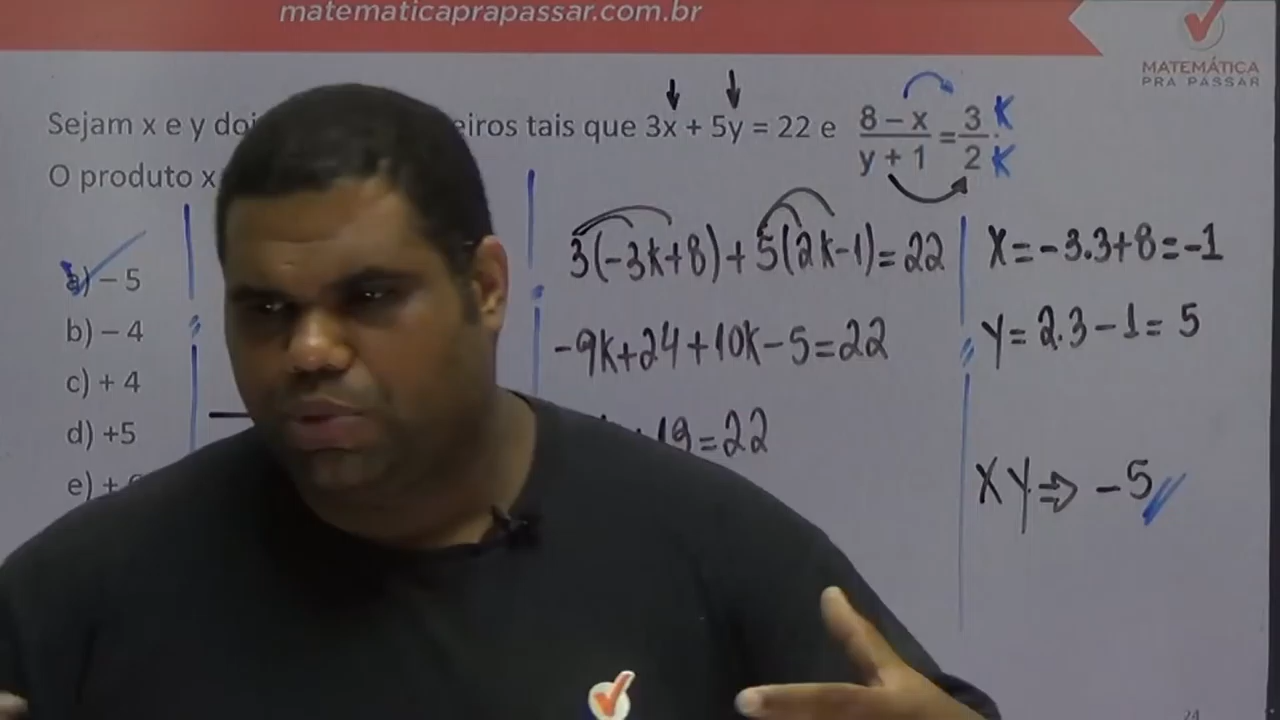 matematicaprapassar.com.br
MATEMÁTICA
PRA PASSAR
Sejam x e y tais que 3x + 5y = 22 e (8 − x)/(y + 1) = 3/2 · K/K
O produto x
a) – 5
b) – 4
c) + 4
d) +5
e) +
3(-3k+8)+5(2k-1)=22
-9k+24+10k-5=22
+19=22
X=-3.3+8=-1
Y=2.3-1=5
XY⇒-5
24